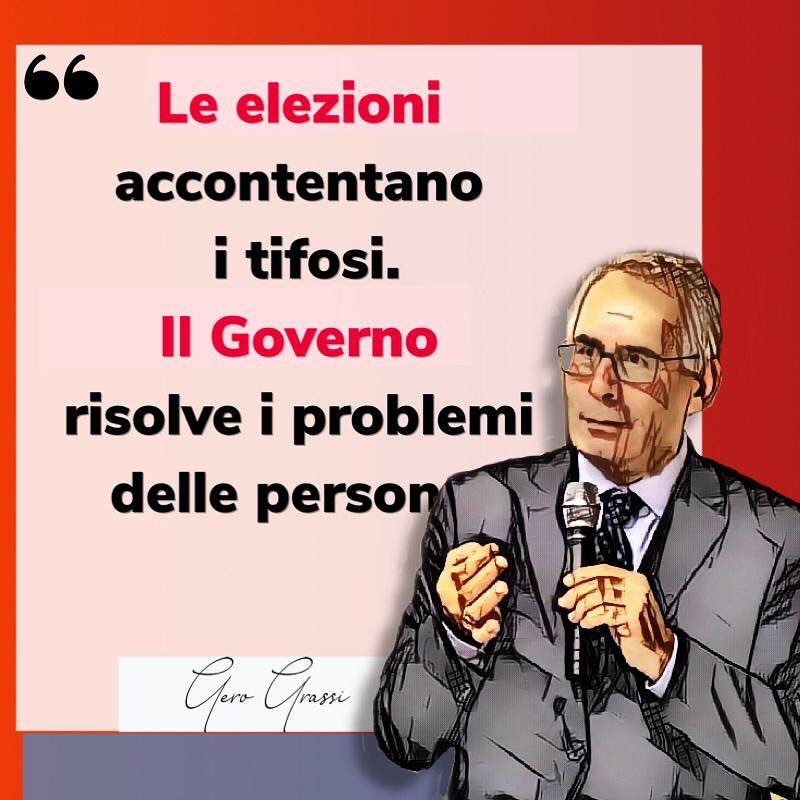 “
Le elezioni
accontentano
i tifosi.
Il Governo
risolve i problemi
delle person
Gero Grassi